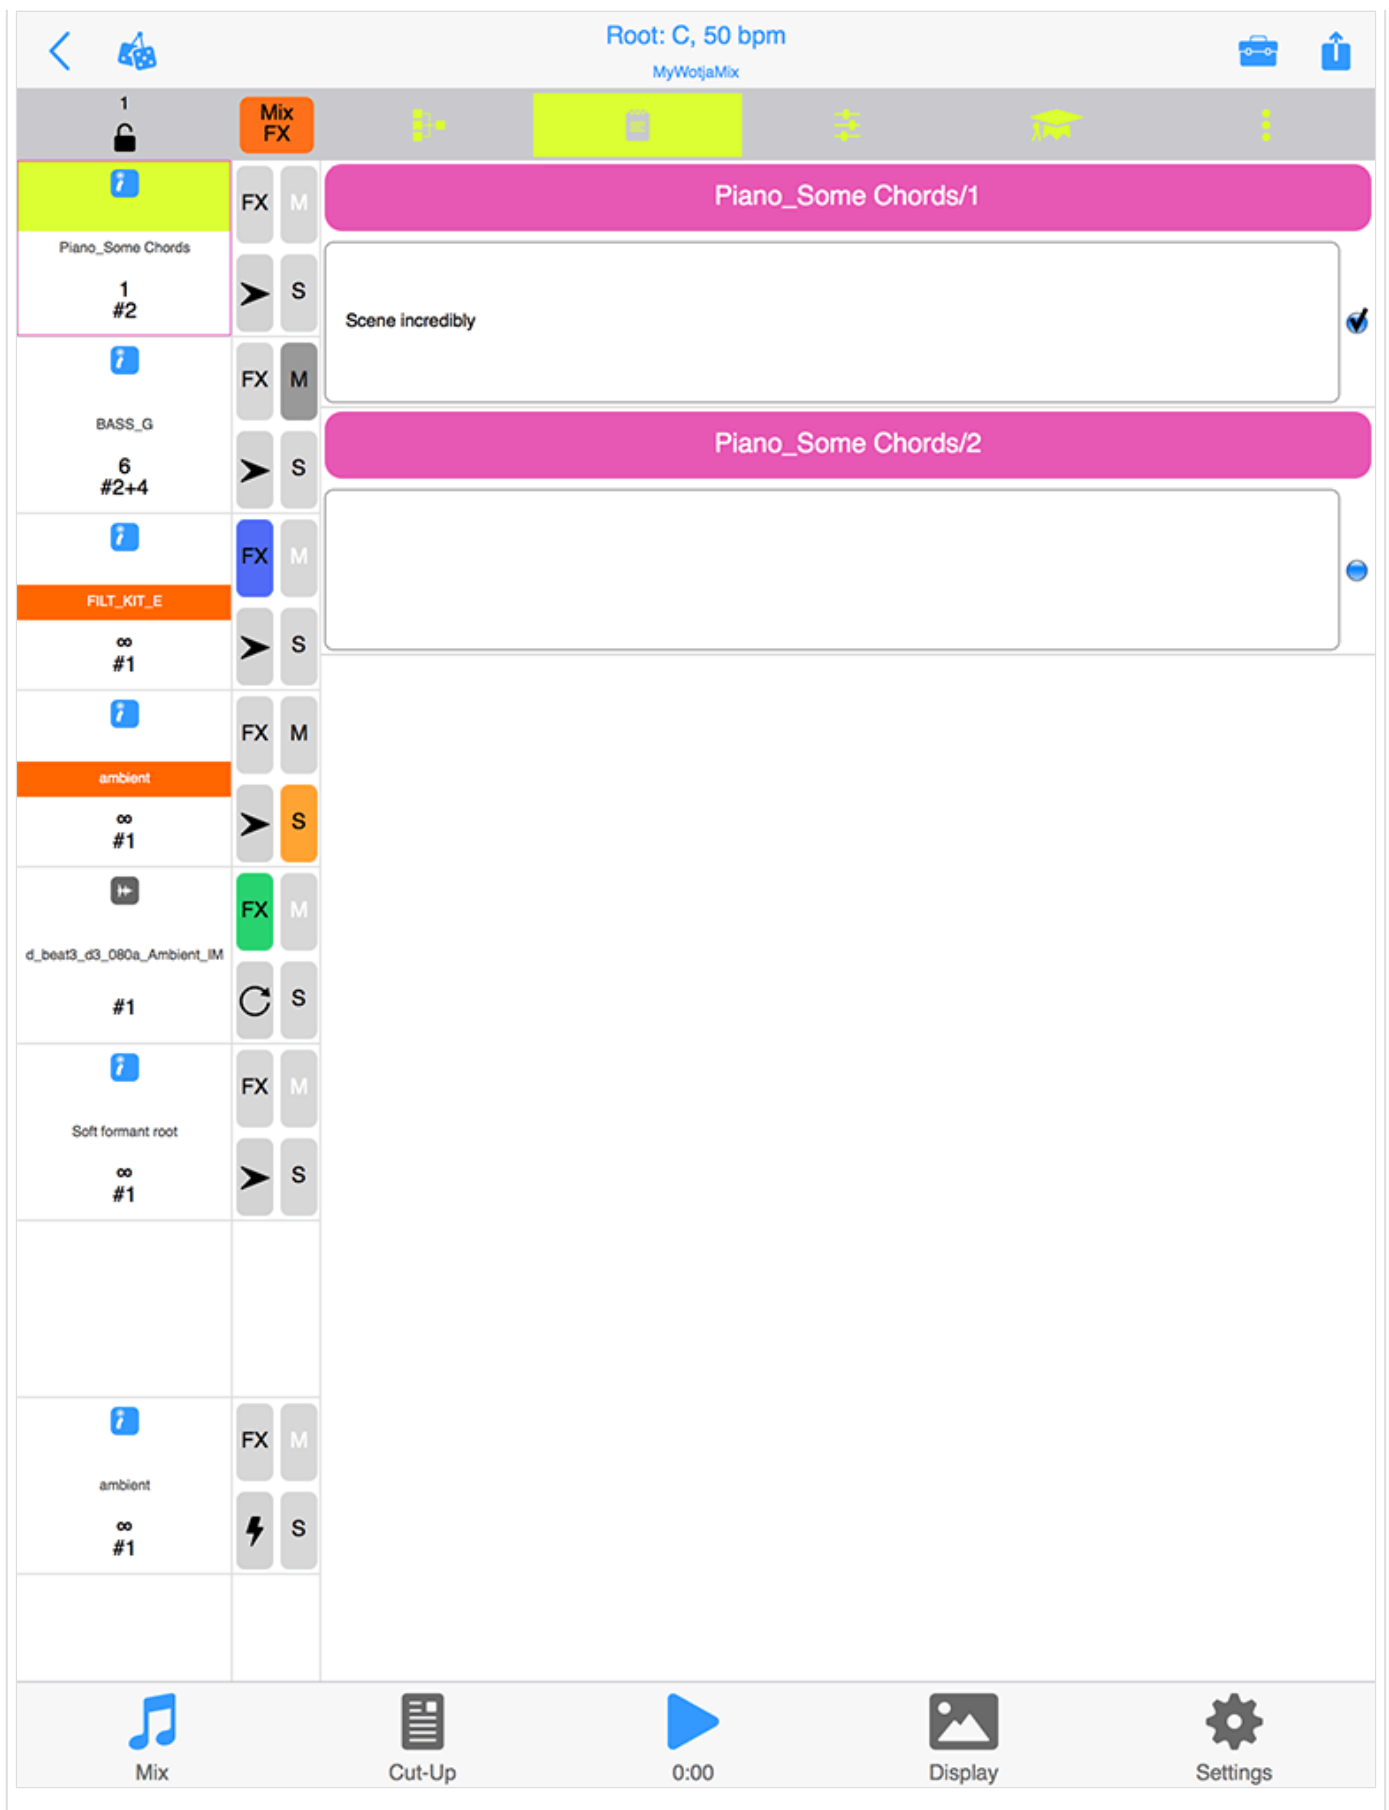 Root: C, 50 bpm
MyWotjaMix
1
Mix
FX
Piano_Some Chords
1
#2
FX M
S
Piano_Some Chords/1
Scene incredibly
BASS_G
6
#2+4
FX M
S
Piano_Some Chords/2
FILT_KIT_E
∞
#1
FX M
S
ambient
∞
#1
FX M
S
d_beat3_d3_080a_Ambient_IM
#1
FX M
S
Soft formant root
∞
#1
FX M
S
ambient
∞
#1
FX M
S
Mix
Cut-Up
0:00
Display
Settings